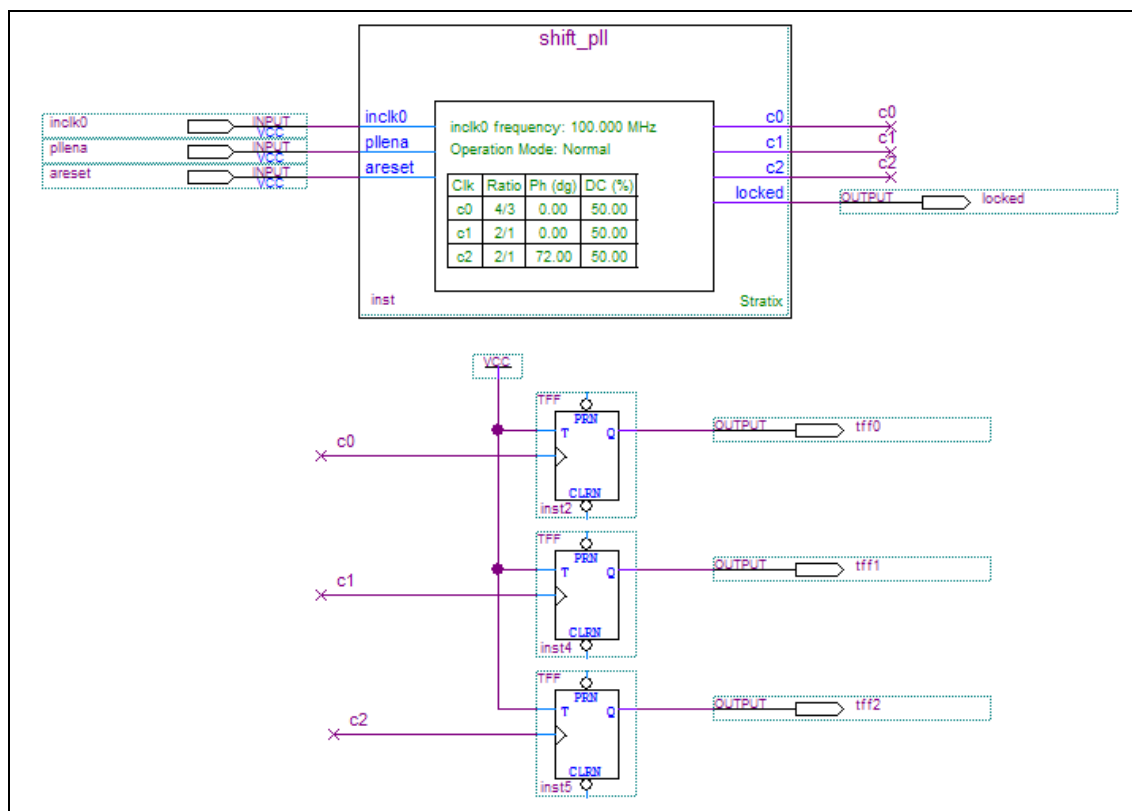 shift_pll
inclk0 INPUT VCC inclk0 inclk0 frequency: 100.000 MHz c0 c0
pllena INPUT VCC pllena Operation Mode: Normal c1 c1
areset INPUT VCC areset c2 c2
locked OUTPUT locked
Clk Ratio Ph (dg) DC (%)
c0 4/3 0.00 50.00
c1 2/1 0.00 50.00
c2 2/1 72.00 50.00
inst Stratix
VCC
TFF
PRN
c0 T Q OUTPUT tff0
CLRN
inst2
TFF
PRN
c1 T Q OUTPUT tff1
CLRN
inst4
TFF
PRN
c2 T Q OUTPUT tff2
CLRN
inst5